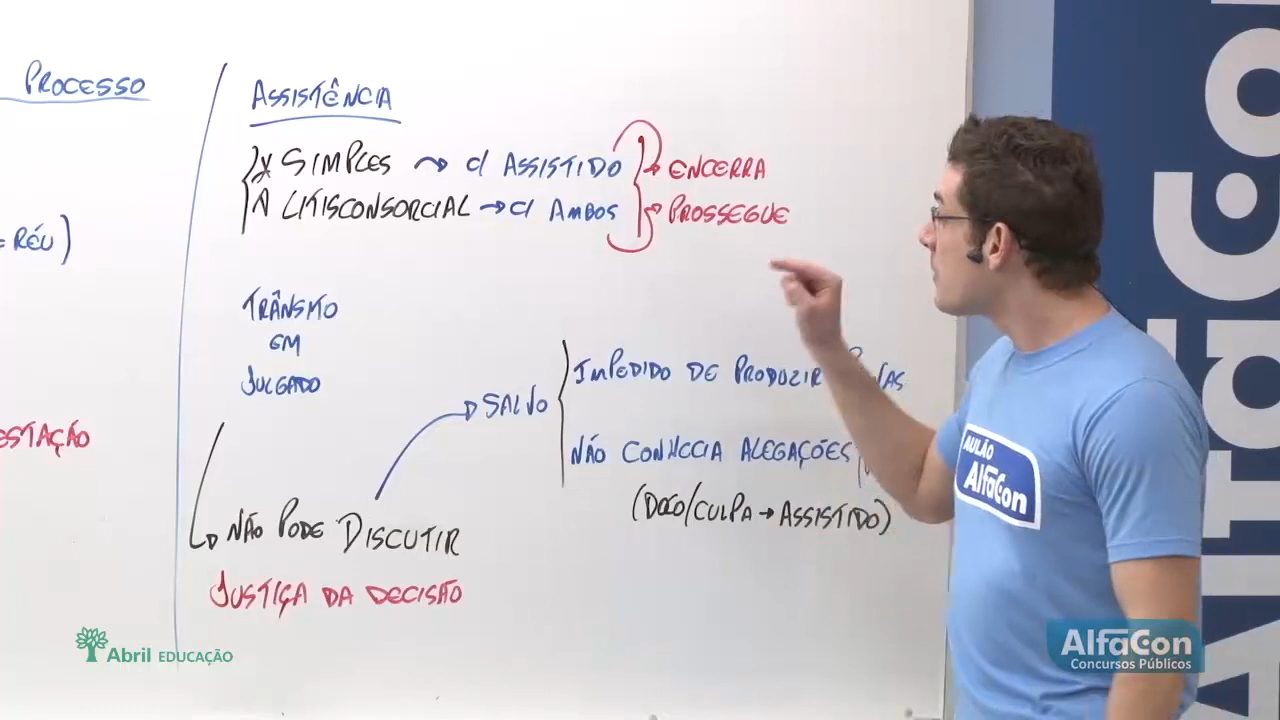 PROCESSO
= RÉU)
ESTAÇÃO
ASSISTÊNCIA
SIMPLES → C/ ASSISTIDO → ENCERRA
LITISCONSORCIAL → C/ AMBOS → PROSSEGUE
TRÂNSITO
EM
JULGADO
NÃO PODE DISCUTIR
JUSTIÇA DA DECISÃO
SALVO
IMPEDIDO DE PRODUZIR
NÃO CONHECIA ALEGAÇÕES
(DOLO/CULPA → ASSISTIDO)
AULÃO
AlfaCon
Abril EDUCAÇÃO
AlfaCon
Concursos Públicos